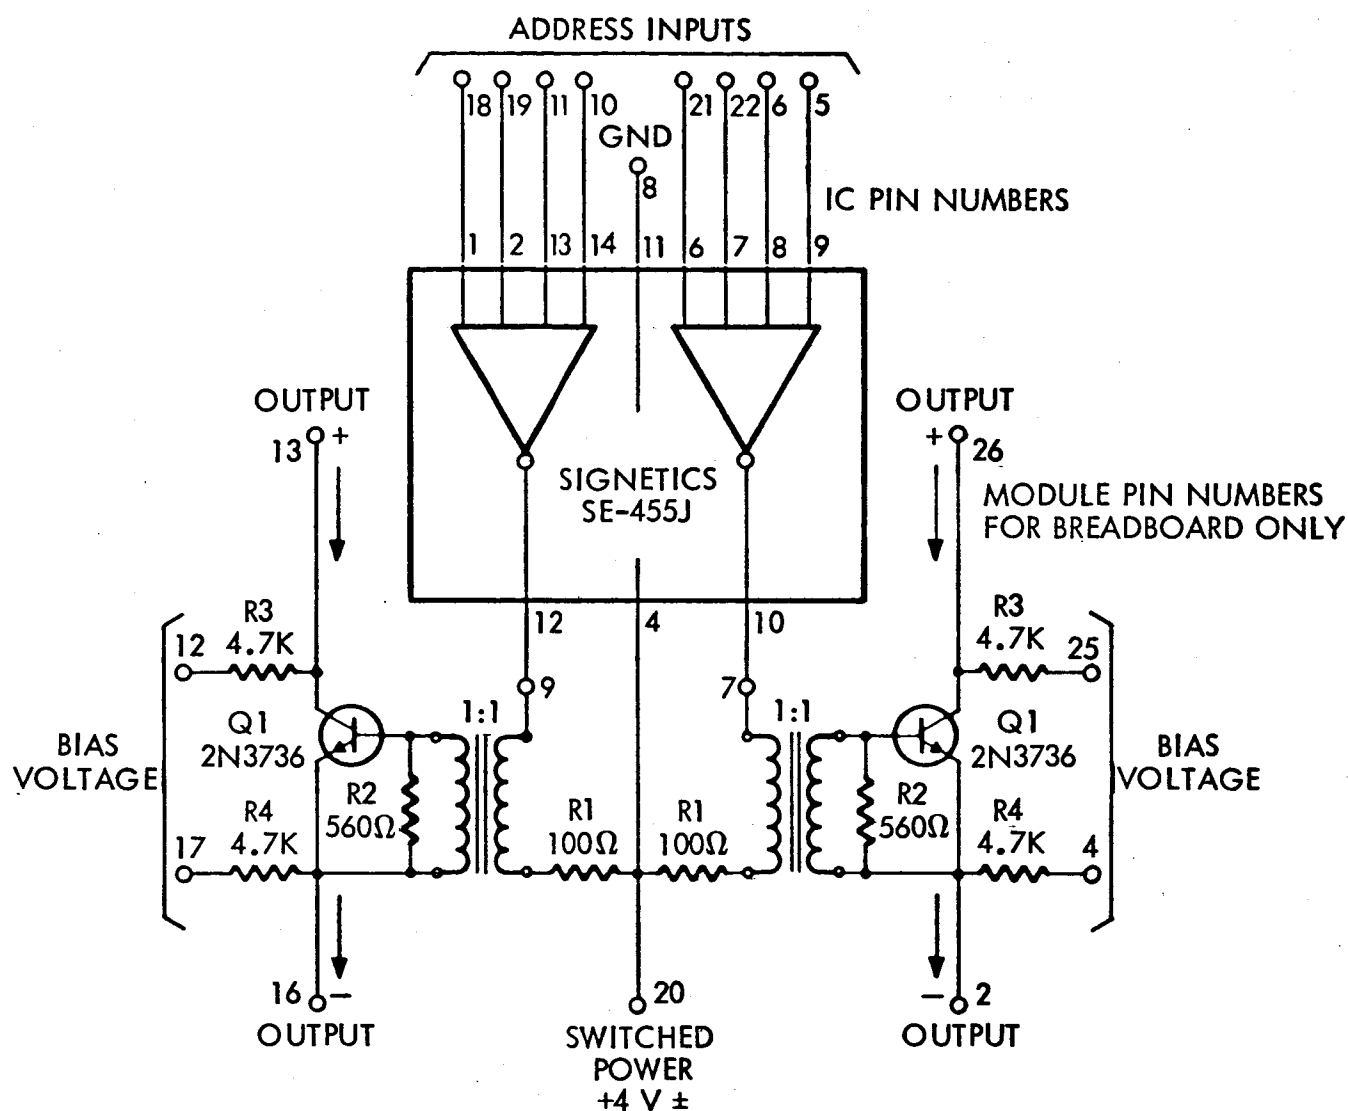 ADDRESS INPUTS
18 19 11 10 21 22 6 5
GND
8
IC PIN NUMBERS
1 2 13 14 11 6 7 8 9
OUTPUT
13 +
OUTPUT
+ 26
SIGNETICS
SE-455J
MODULE PIN NUMBERS
FOR BREADBOARD ONLY
12 4 10
R3
4.7K
12
R3
4.7K
25
9 7
1:1 1:1
Q1
2N3736
Q1
2N3736
BIAS
VOLTAGE
BIAS
VOLTAGE
R2
560Ω
R1
100Ω
R1
100Ω
R2
560Ω
R4
4.7K
17
R4
4.7K
4
16 −
OUTPUT
20
SWITCHED
POWER
+4 V ±
− 2
OUTPUT